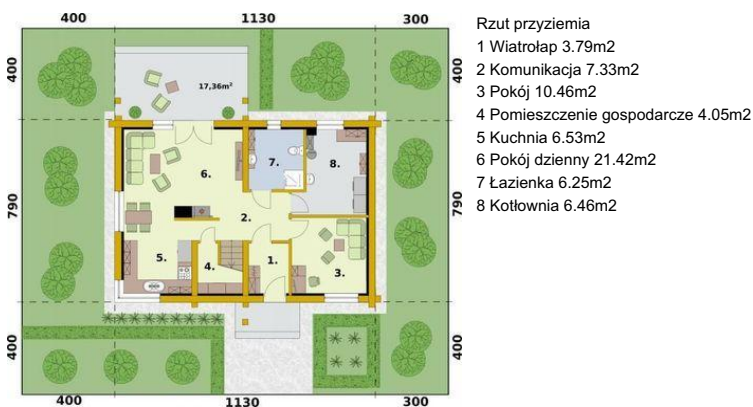 400 1130 300
400
400
17,36m²
7.
8.
6.
790
790
2.
5.
4.
1.
3.
400
400
400 1130 300
Rzut przyziemia
1 Wiatrołap 3.79m2
2 Komunikacja 7.33m2
3 Pokój 10.46m2
4 Pomieszczenie gospodarcze 4.05m2
5 Kuchnia 6.53m2
6 Pokój dzienny 21.42m2
7 Łazienka 6.25m2
8 Kotłownia 6.46m2